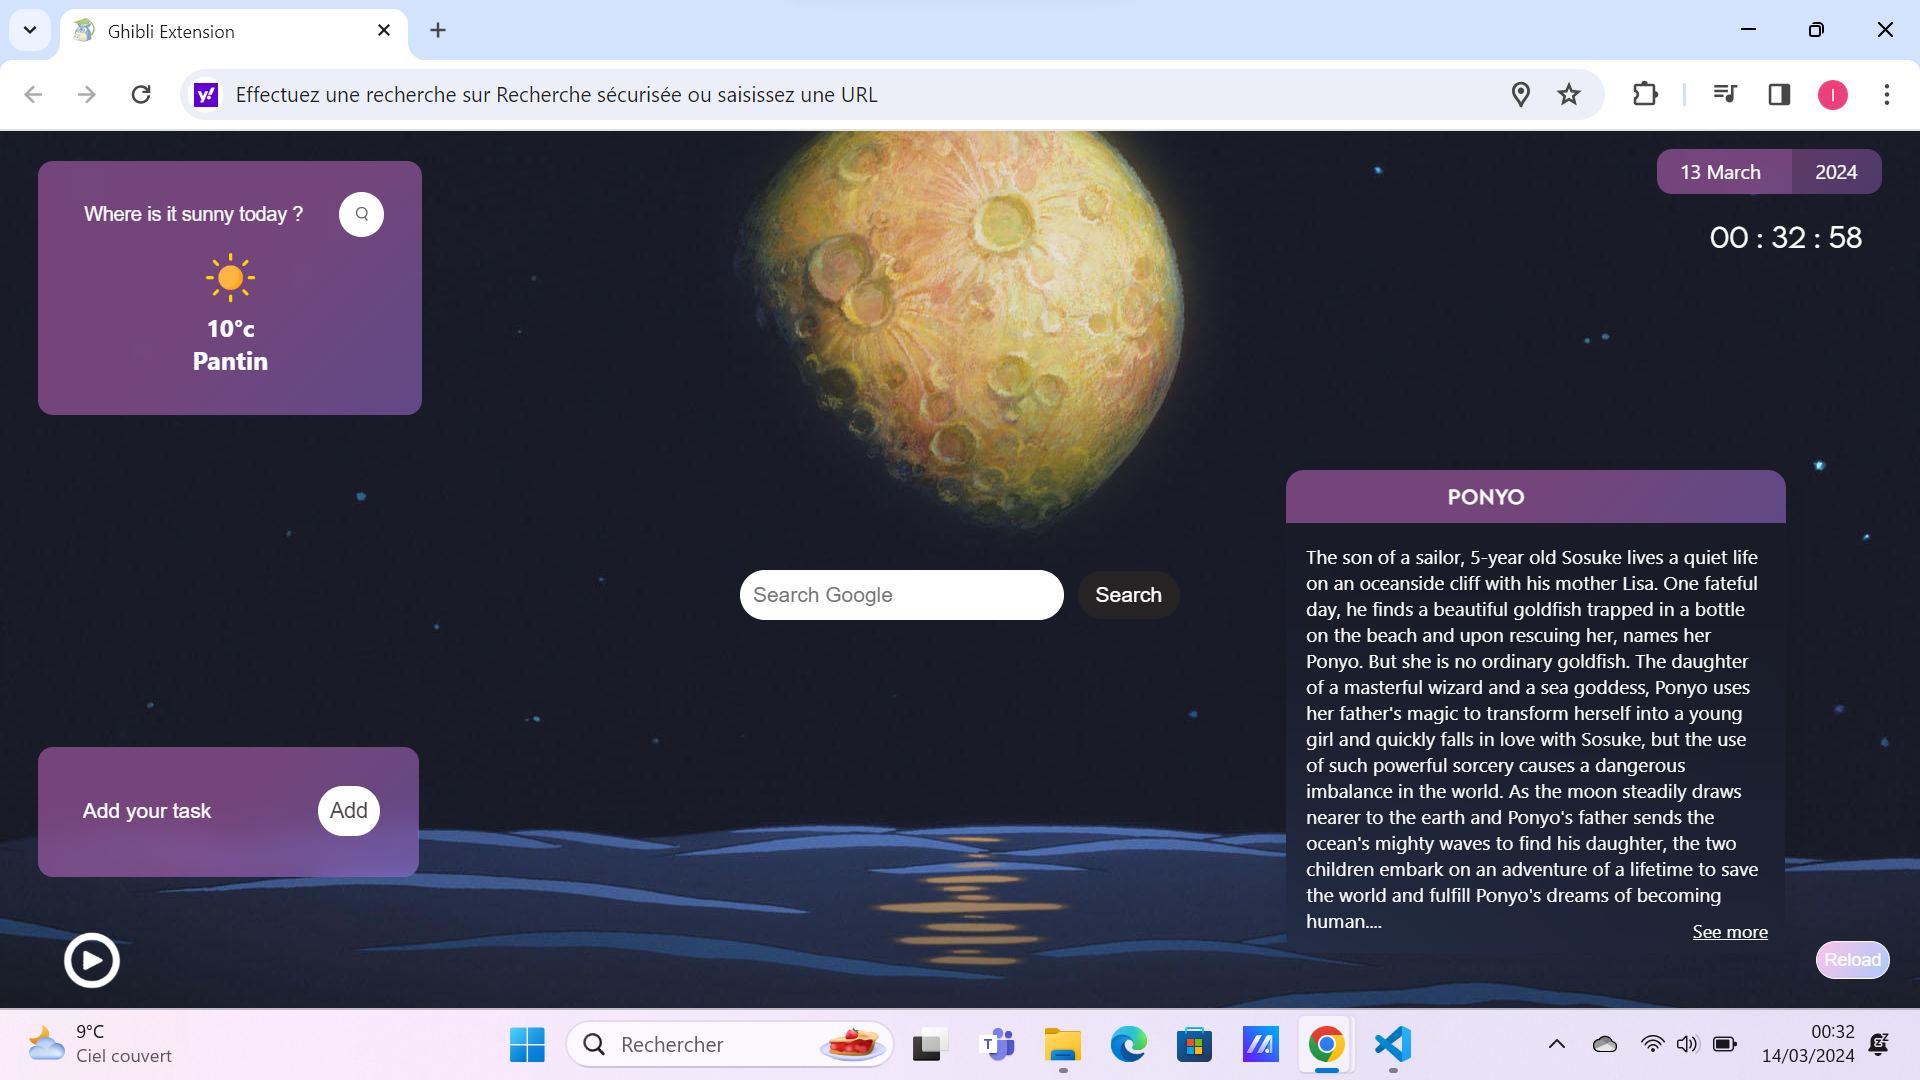 Ghibli Extension
Effectuez une recherche sur Recherche sécurisée ou saisissez une URL
I
Where is it sunny today ?
10°c
Pantin
13 March 2024
00 : 32 : 58
Search Google
Search
PONYO
The son of a sailor, 5-year old Sosuke lives a quiet life
on an oceanside cliff with his mother Lisa. One fateful
day, he finds a beautiful goldfish trapped in a bottle
on the beach and upon rescuing her, names her
Ponyo. But she is no ordinary goldfish. The daughter
of a masterful wizard and a sea goddess, Ponyo uses
her father's magic to transform herself into a young
girl and quickly falls in love with Sosuke, but the use
of such powerful sorcery causes a dangerous
imbalance in the world. As the moon steadily draws
nearer to the earth and Ponyo's father sends the
ocean's mighty waves to find his daughter, the two
children embark on an adventure of a lifetime to save
the world and fulfill Ponyo's dreams of becoming
human....
See more
Add your task
Add
Reload
9°C
Ciel couvert
Rechercher
00:32
14/03/2024